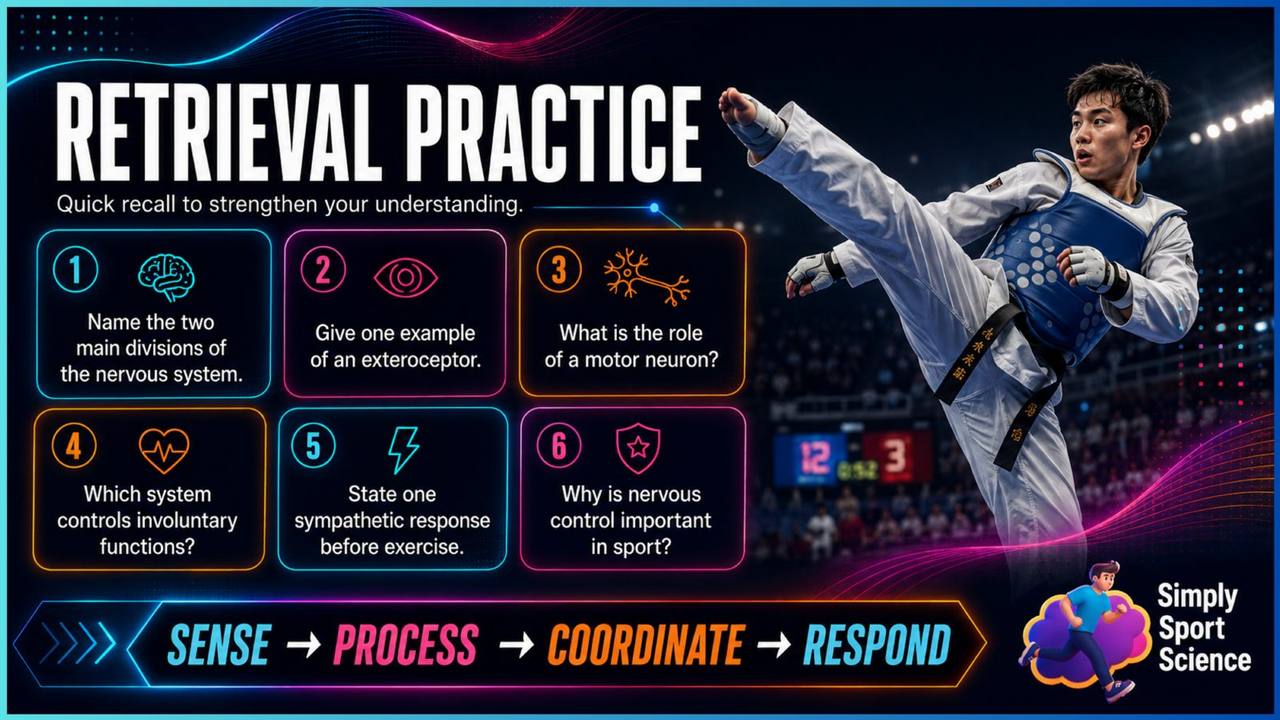 RETRIEVAL PRACTICE
Quick recall to strengthen your understanding.
1
Name the two
main divisions of
the nervous system.
2
Give one example
of an exteroceptor.
3
What is the role
of a motor neuron?
4
Which system
controls involuntary
functions?
5
State one
sympathetic response
before exercise.
6
Why is nervous
control important
in sport?
12
0:52
3
SENSE → PROCESS → COORDINATE → RESPOND
Simply
Sport
Science